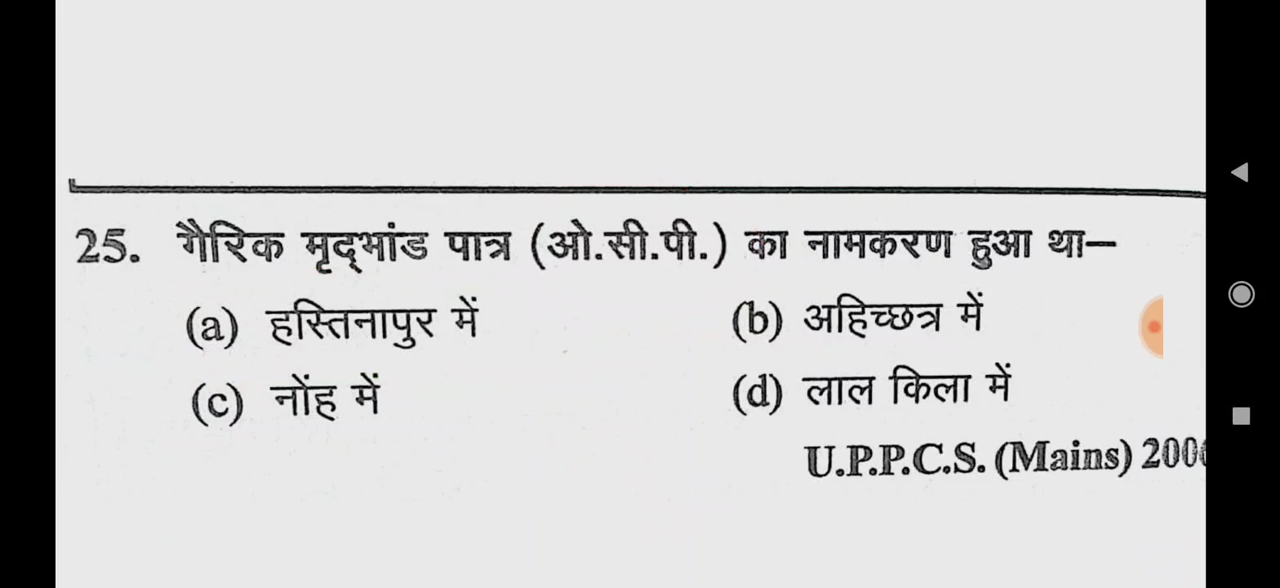 25. गैरिक मृद्भांड पात्र (ओ.सी.पी.) का नामकरण हुआ था–
(a) हस्तिनापुर में (b) अहिच्छत्र में
(c) नोंह में (d) लाल किला में
U.P.P.C.S. (Mains)